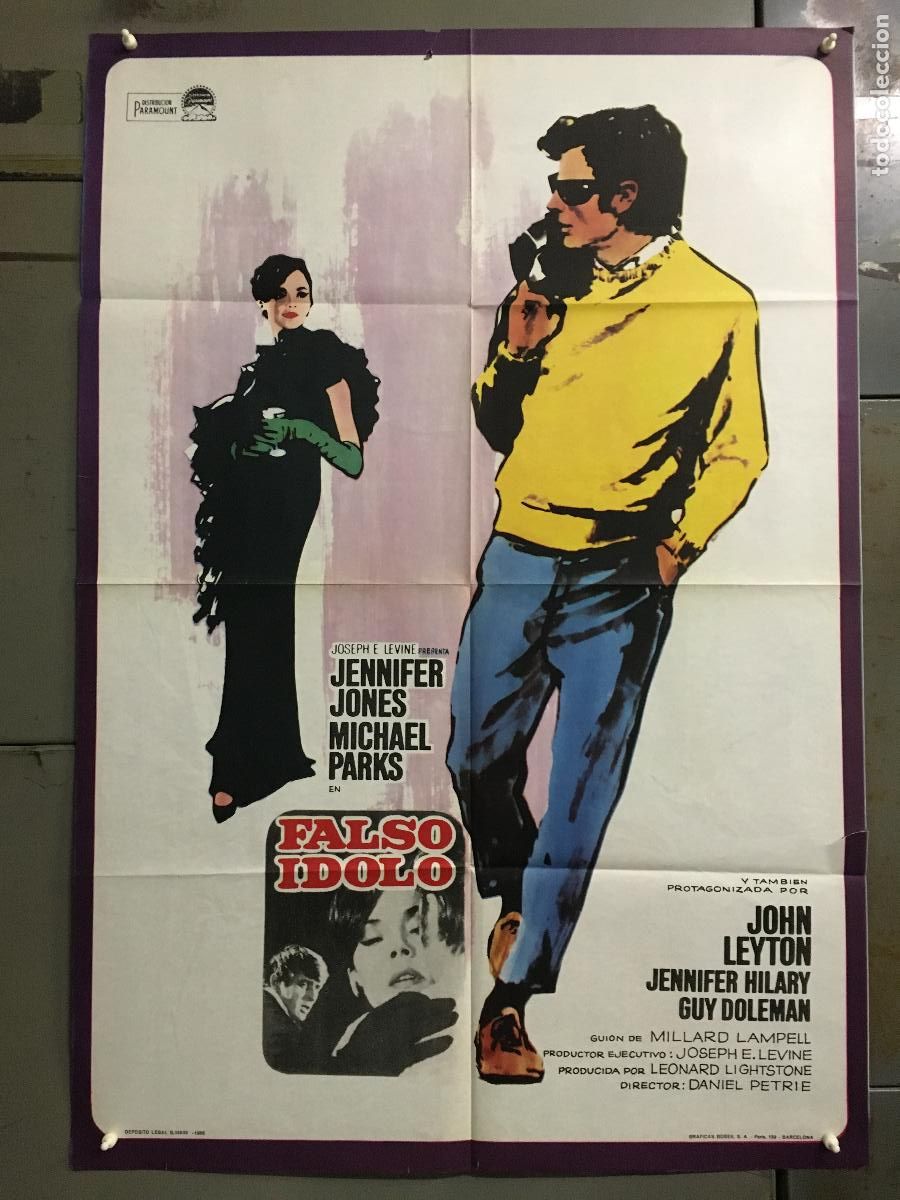 todocoleccion
DISTRIBUCION
PARAMOUNT
JOSEPH E. LEVINE PRESENTA
JENNIFER
JONES
MICHAEL
PARKS
EN
FALSO
IDOLO
Y TAMBIEN
PROTAGONIZADA POR
JOHN
LEYTON
JENNIFER HILARY
GUY DOLEMAN
GUION DE MILLARD LAMPELL
PRODUCTOR EJECUTIVO: JOSEPH E. LEVINE
PRODUCIDA POR LEONARD LIGHTSTONE
DIRECTOR: DANIEL PETRIE
DEPOSITO LEGAL
GRAFICAS BOBES, S. A. BARCELONA